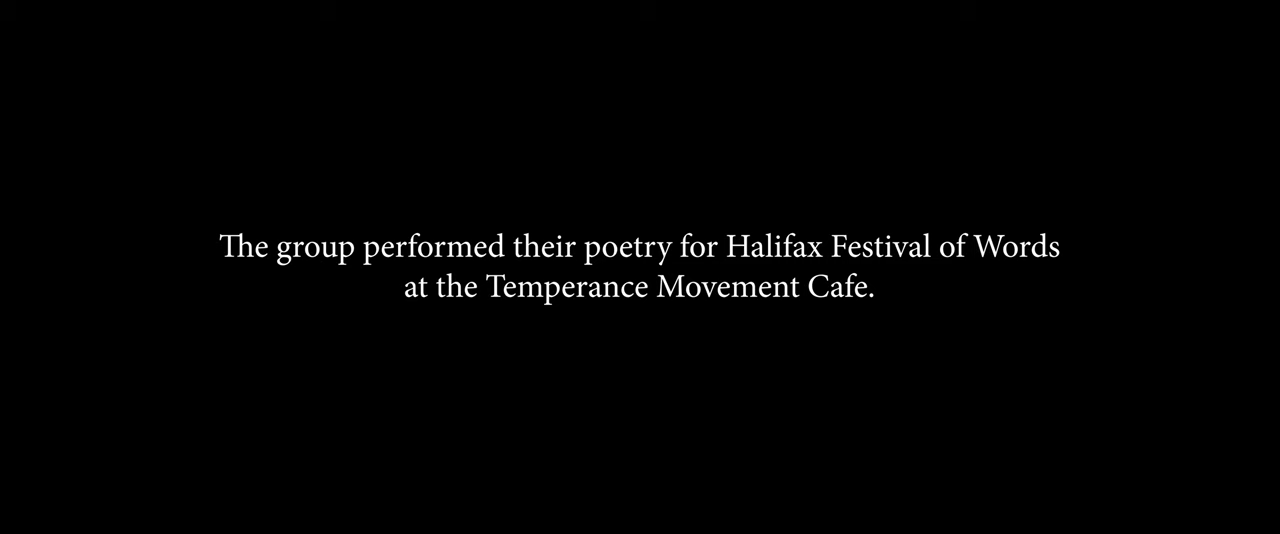 The group performed their poetry for Halifax Festival of Words
at the Temperance Movement Cafe.